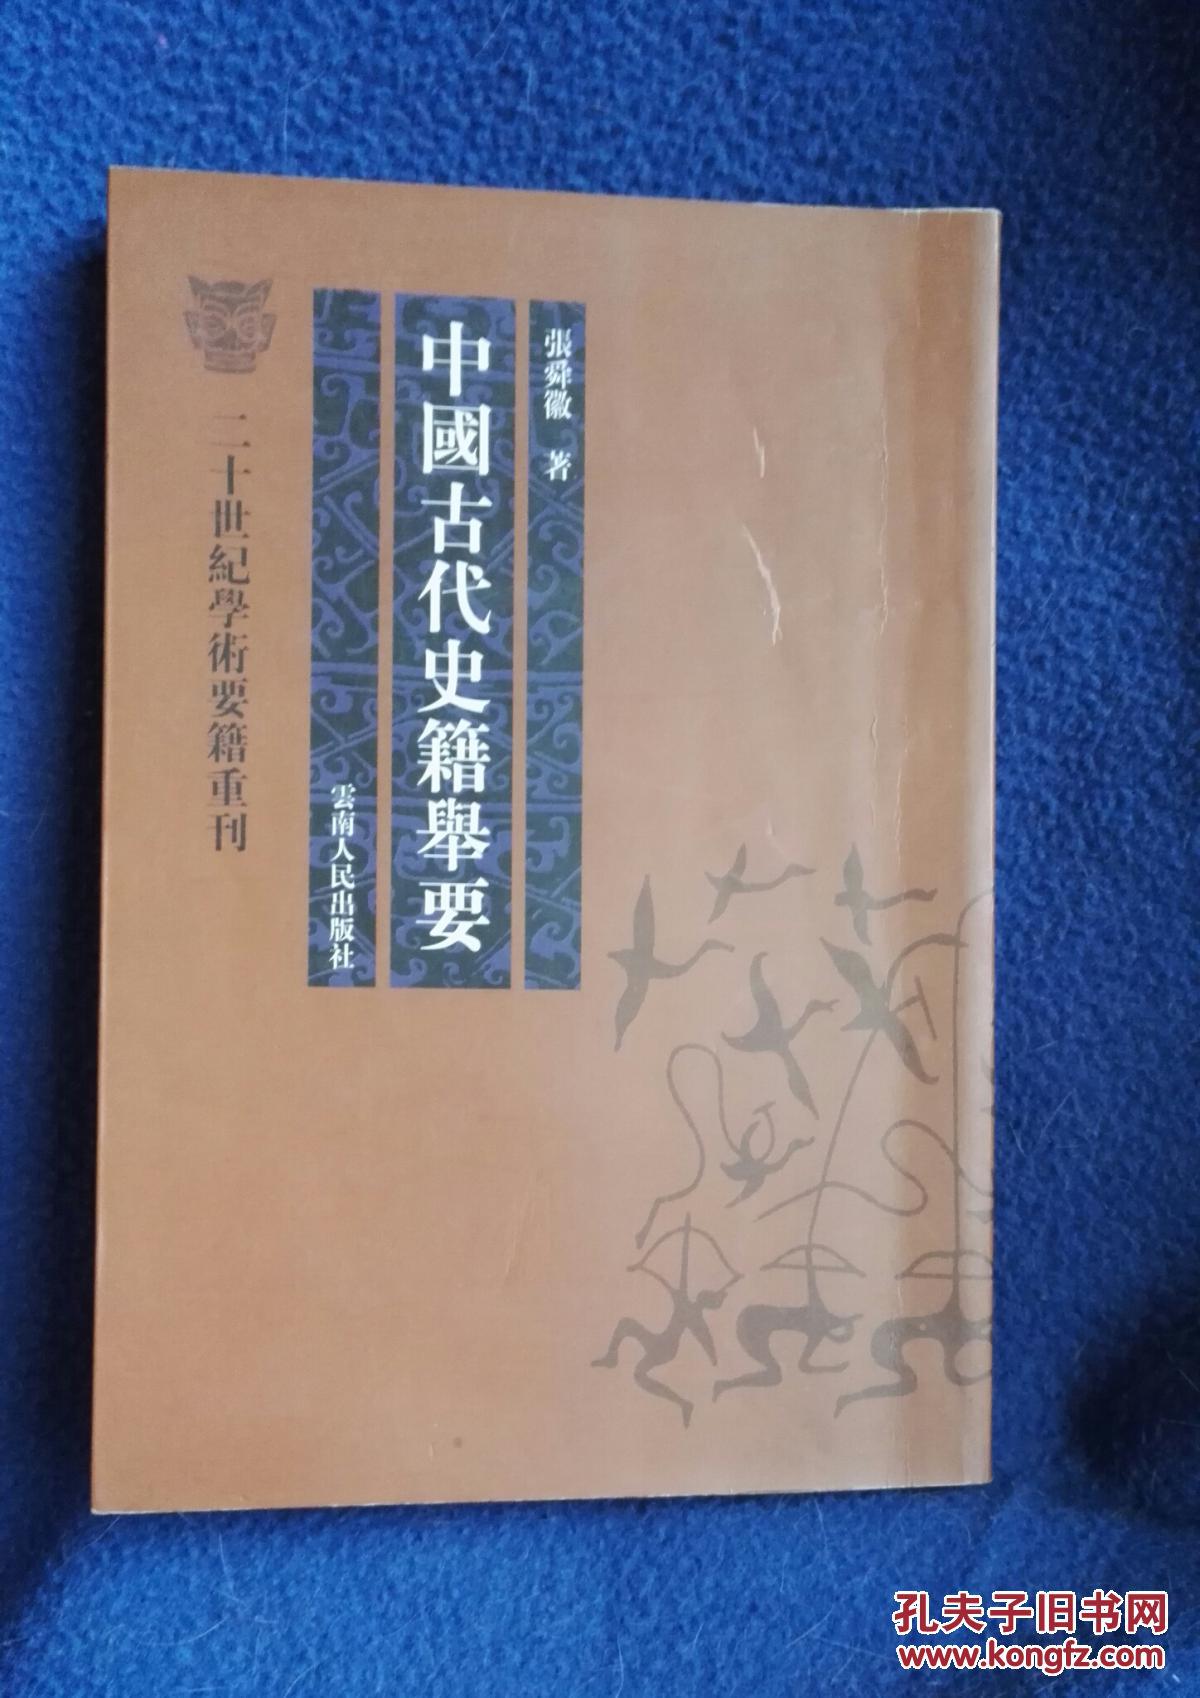 張舜徽 著
中國古代史籍舉要
雲南人民出版社
二十世紀學術要籍重刊
孔夫子旧书网
www.kongfz.com